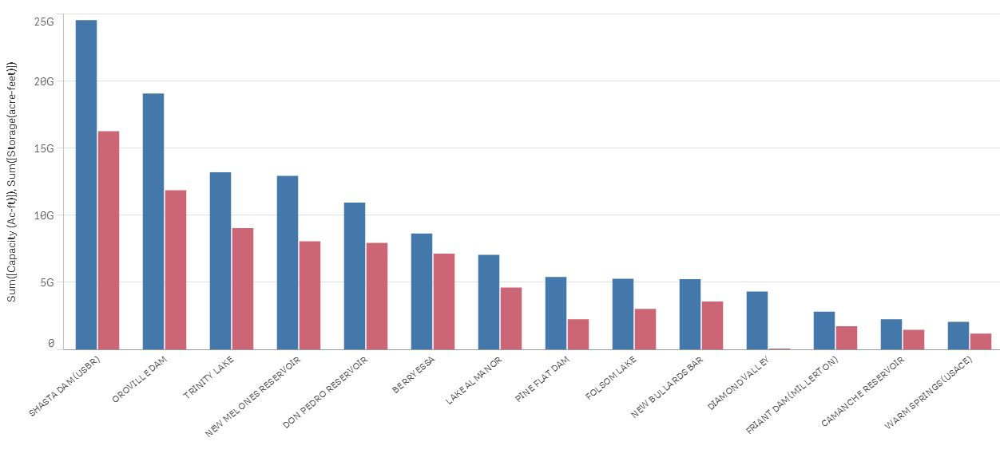 Sum([Capacity (Ac-ft)]), Sum([Storage(acre-feet)])
25G
20G
15G
10G
5G
0
SHASTA DAM (USBR)
OROVILLE DAM
TRINITY LAKE
NEW MELONES RESERVOIR
DON PEDRO RESERVOIR
BERRYESSA
LAKE ALMANOR
PINE FLAT DAM
FOLSOM LAKE
NEW BULLARDS BAR
DIAMOND VALLEY
FRIANT DAM (MILLERTON)
CAMANCHE RESERVOIR
WARM SPRINGS (USACE)